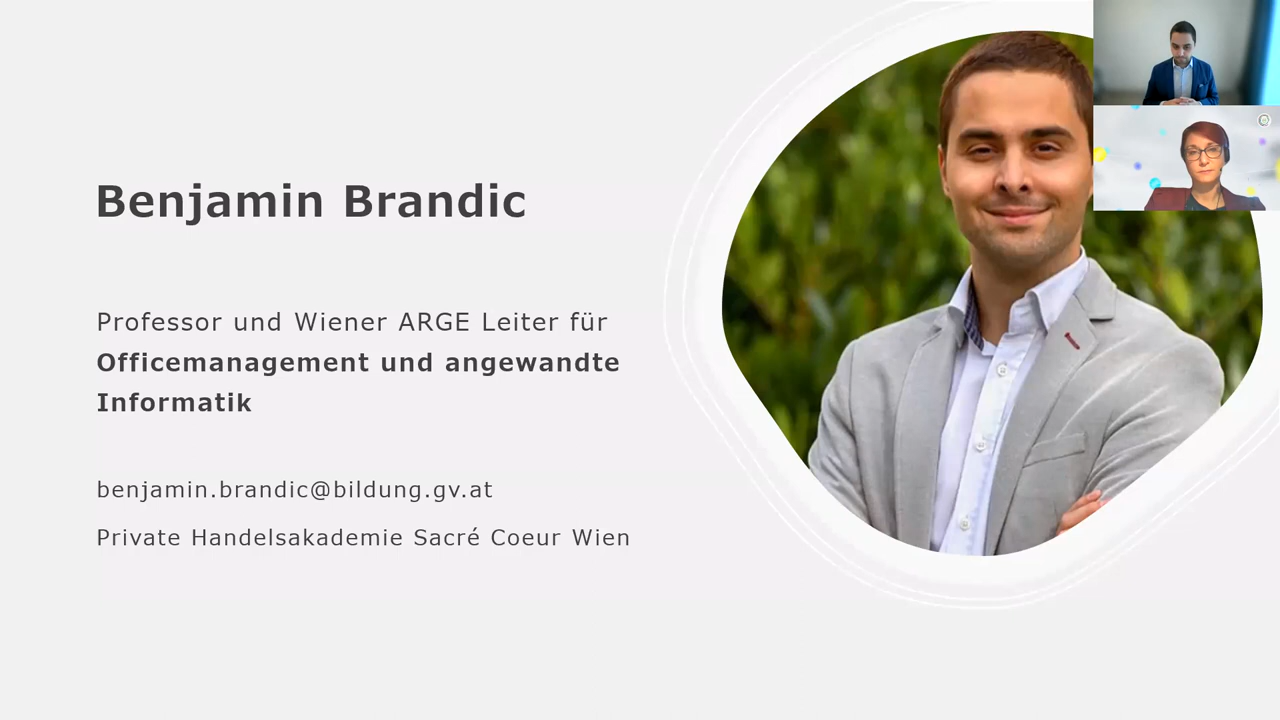 Benjamin Brandic
Professor und Wiener ARGE Leiter für
Officemanagement und angewandte
Informatik
benjamin.brandic@bildung.gv.at
Private Handelsakademie Sacré Coeur Wien